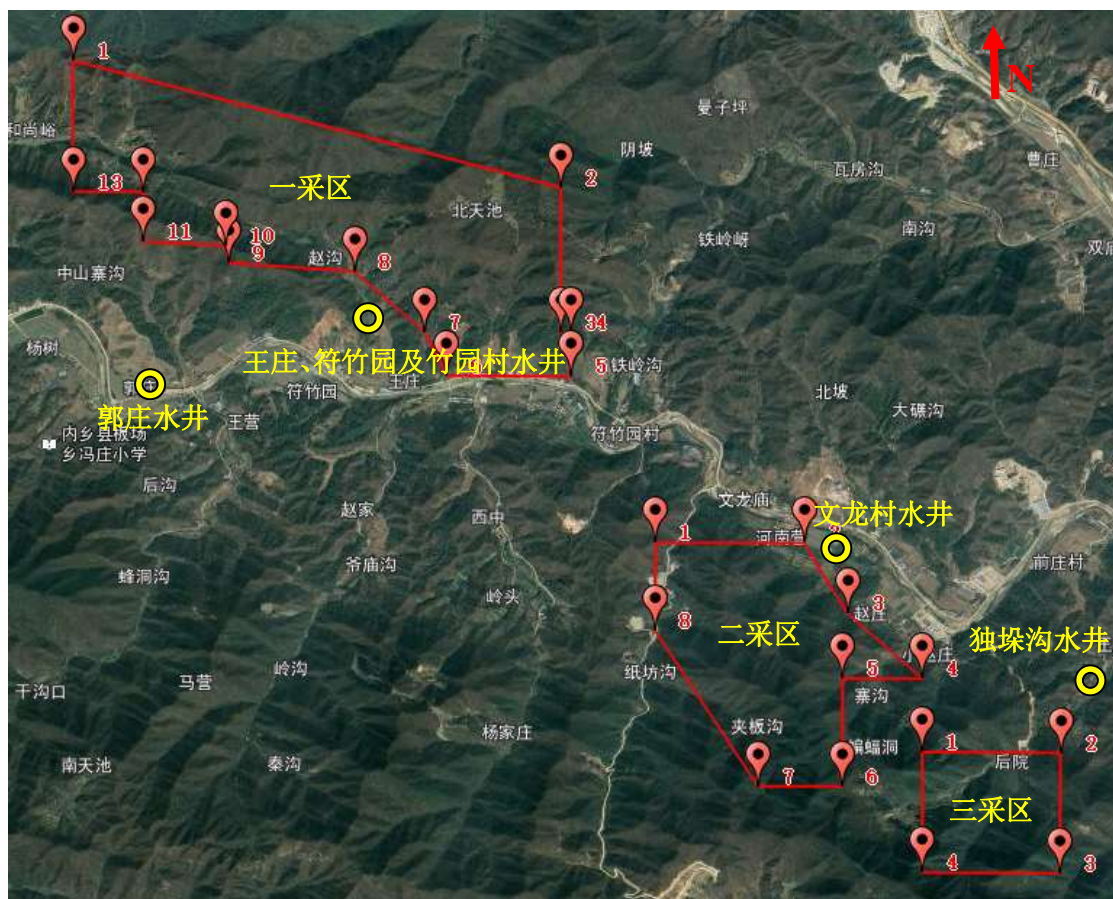 1
N
曼子坪
和尚峪
阴坡
曹庄
瓦房沟
13
一采区
2
北天池
南沟
11
10
9
铁岭岈
赵沟
8
中山寨沟
7
34
杨树
王庄、符竹园及竹园村水井
5
铁岭沟
王庄
符竹园
北坡
郭庄水井
王营
大碾沟
内乡县板场
乡冯庄小学
符竹园村
后沟
赵家
西中
文龙庙
文龙村水井
1
河南营
爷庙沟
前庄村
蜂洞沟
岭头
3
赵庄
8
二采区
独垛沟水井
岭沟
纸坊沟
5
4
马营
干沟口
寨沟
夹板沟
杨家庄
1
2
蝙蝠洞
南天池
秦沟
后院
7
6
三采区
4
3